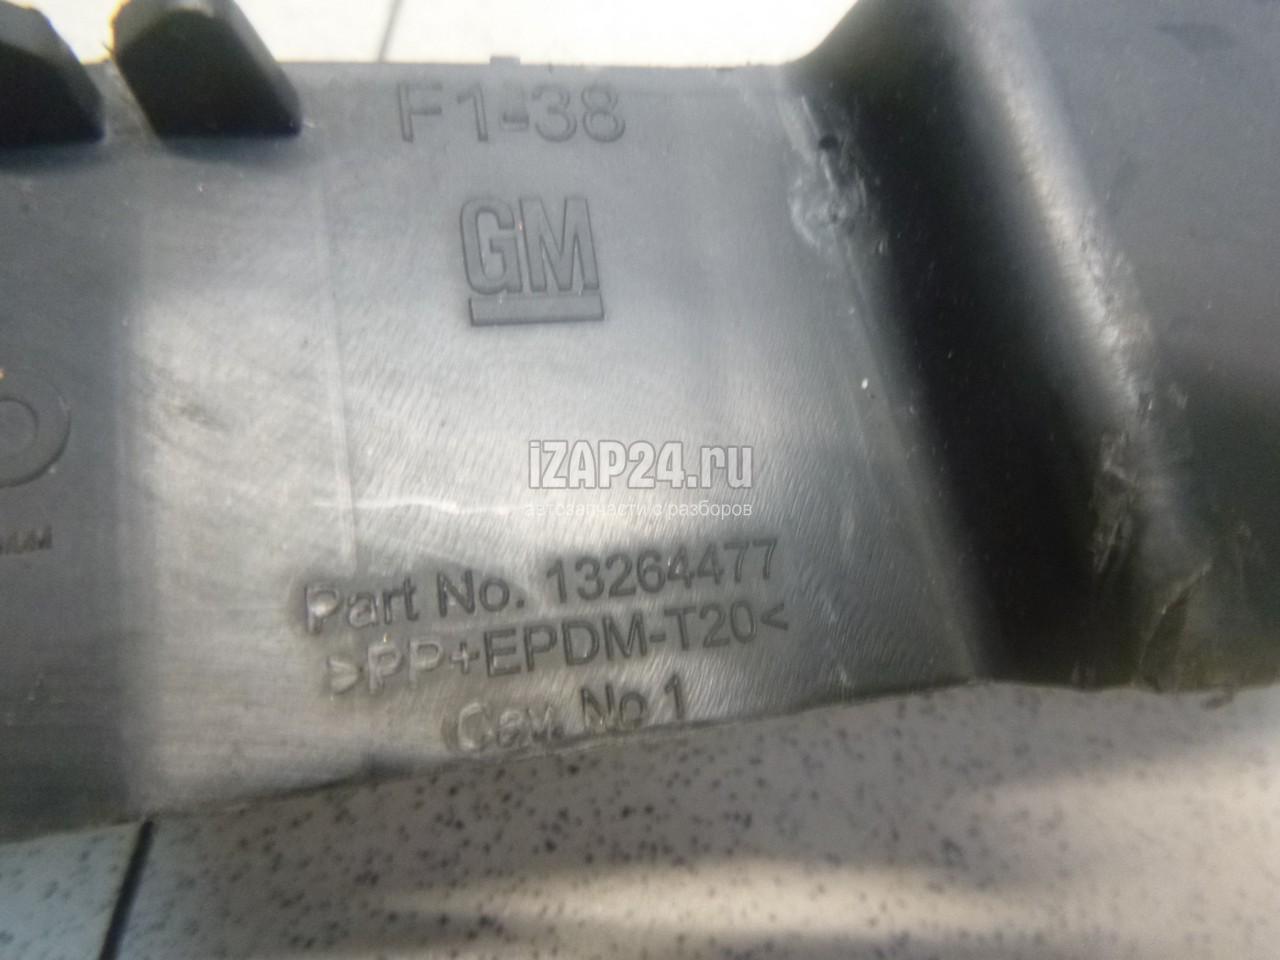 F1-38
GM
iZAP24.ru
автозапчасти с разборов
Part No. 13264477
>PP+EPDM-T20<
Cav. No 1